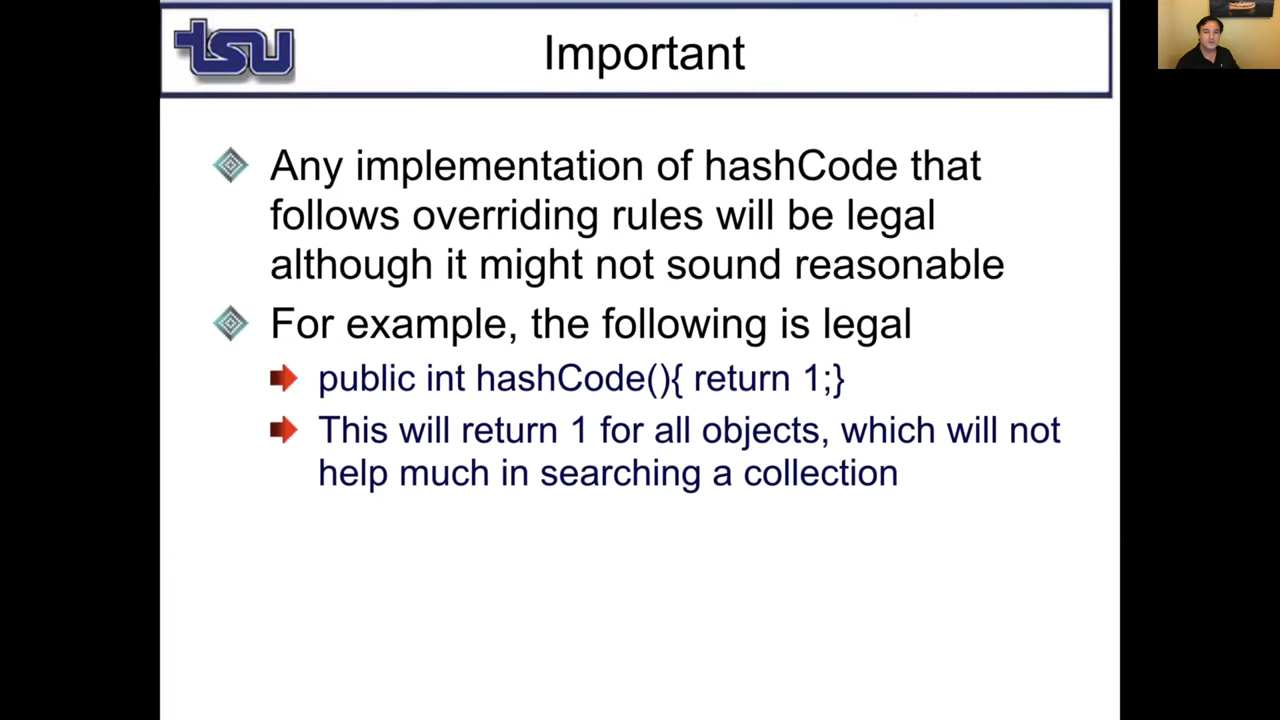 tsu
Important
Any implementation of hashCode that
follows overriding rules will be legal
although it might not sound reasonable
For example, the following is legal
public int hashCode(){ return 1;}
This will return 1 for all objects, which will not
help much in searching a collection